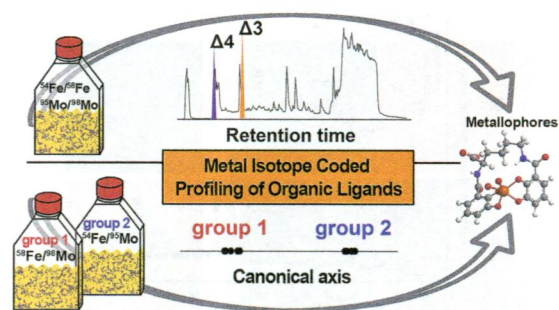 Δ4 Δ3
⁵⁴Fe/⁵⁸Fe
⁹⁵Mo/⁹⁸Mo
Retention time
Metallophores
Metal Isotope Coded
Profiling of Organic Ligands
group 1
⁵⁸Fe/⁹⁸Mo
group 2
⁵⁴Fe/⁹⁵Mo
group 1 group 2
Canonical axis